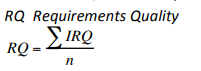 RQ Requirements Quality
RQ = ∑ IRQ / n